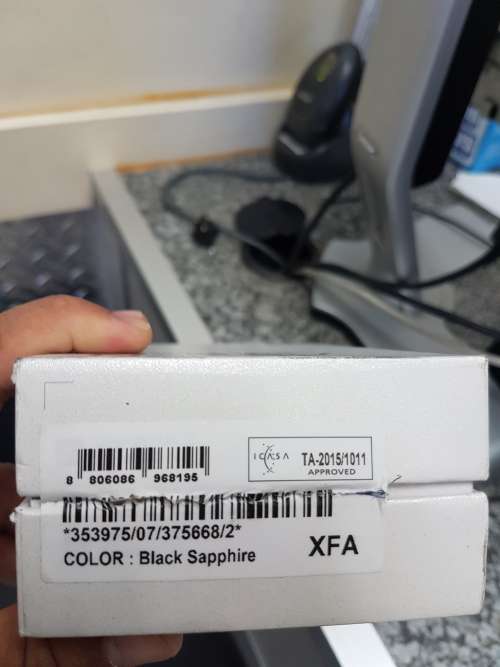 ICASA TA-2015/1011
APPROVED
8 806086 968195
*353975/07/375668/2*
COLOR : Black Sapphire
XFA